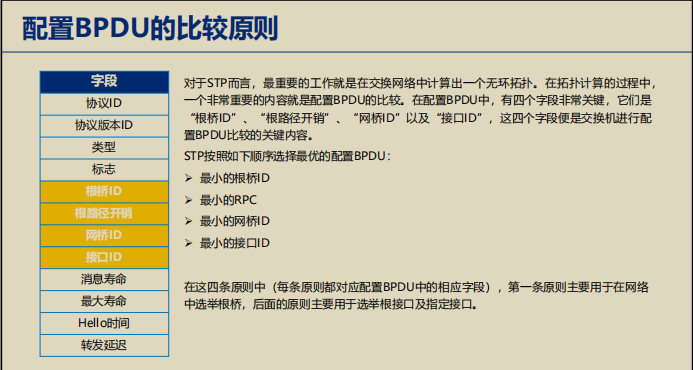 配置BPDU的比较原则
字段
协议ID
协议版本ID
类型
标志
根桥ID
根路径开销
网桥ID
接口ID
消息寿命
最大寿命
Hello时间
转发延迟
对于STP而言，最重要的工作就是在交换网络中计算出一个无环拓扑。在拓扑计算的过程中，
一个非常重要的内容就是配置BPDU的比较。在配置BPDU中，有四个字段非常关键，它们是
“根桥ID”、“根路径开销”、“网桥ID”以及“接口ID”，这四个字段便是交换机进行配
置BPDU比较的关键内容。
STP按照如下顺序选择最优的配置BPDU：
➢ 最小的根桥ID
➢ 最小的RPC
➢ 最小的网桥ID
➢ 最小的接口ID
在这四条原则中（每条原则都对应配置BPDU中的相应字段），第一条原则主要用于在网络
中选举根桥，后面的原则主要用于选举根接口及指定接口。